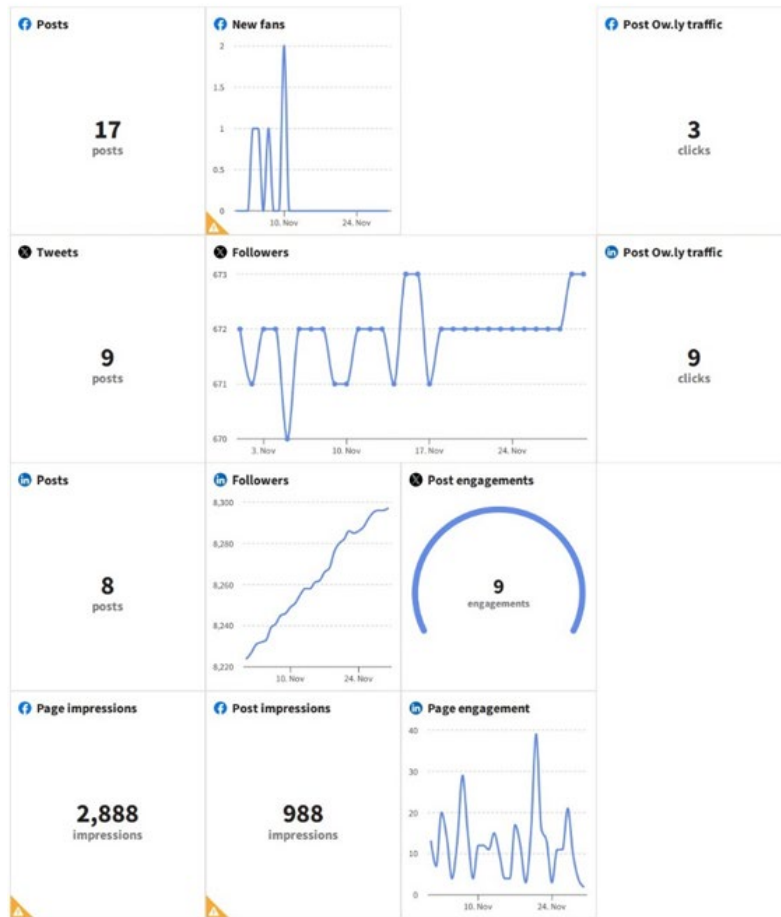 Posts
17
posts
New fans
2
1.5
1
0.5
0
10. Nov
24. Nov
Post Ow.ly traffic
3
clicks
Tweets
9
posts
Followers
673
672
671
670
3. Nov
10. Nov
17. Nov
24. Nov
Post Ow.ly traffic
9
clicks
Posts
8
posts
Followers
8,300
8,280
8,260
8,240
8,220
10. Nov
24. Nov
Post engagements
9
engagements
Page impressions
2,888
impressions
Post impressions
988
impressions
Page engagement
40
30
20
10
0
10. Nov
24. Nov